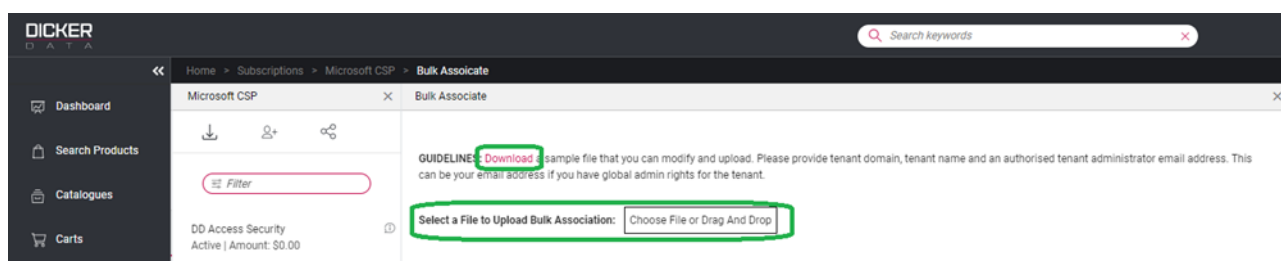 DICKER
DATA
Search keywords
Home > Subscriptions > Microsoft CSP > Bulk Assoicate
Dashboard
Search Products
Catalogues
Carts
Microsoft CSP
Filter
DD Access Security
Active | Amount: $0.00
Bulk Associate
GUIDELINES: Download a sample file that you can modify and upload. Please provide tenant domain, tenant name and an authorised tenant administrator email address. This
can be your email address if you have global admin rights for the tenant.
Select a File to Upload Bulk Association: Choose File or Drag And Drop